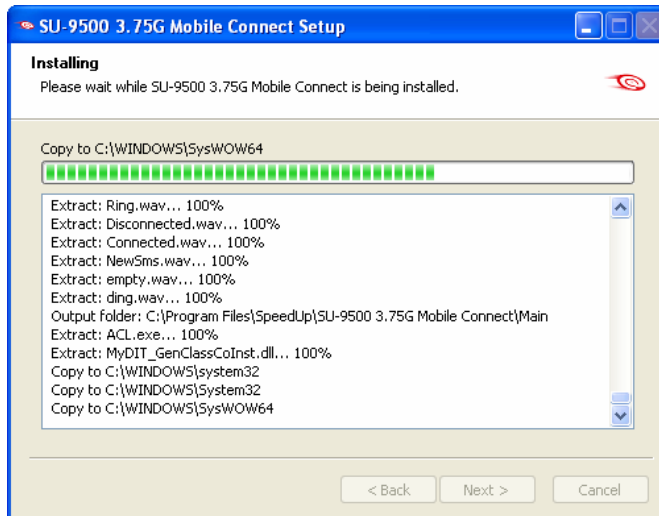 SU-9500 3.75G Mobile Connect Setup
Installing
Please wait while SU-9500 3.75G Mobile Connect is being installed.
Copy to C:\WINDOWS\SysWOW64
Extract: Ring.wav... 100%
Extract: Disconnected.wav... 100%
Extract: Connected.wav... 100%
Extract: NewSms.wav... 100%
Extract: empty.wav... 100%
Extract: ding.wav... 100%
Output folder: C:\Program Files\SpeedUp\SU-9500 3.75G Mobile Connect\Main
Extract: ACL.exe... 100%
Extract: MyDIT_GenClassCoInst.dll... 100%
Copy to C:\WINDOWS\system32
Copy to C:\WINDOWS\System32
Copy to C:\WINDOWS\SysWOW64
< Back Next > Cancel